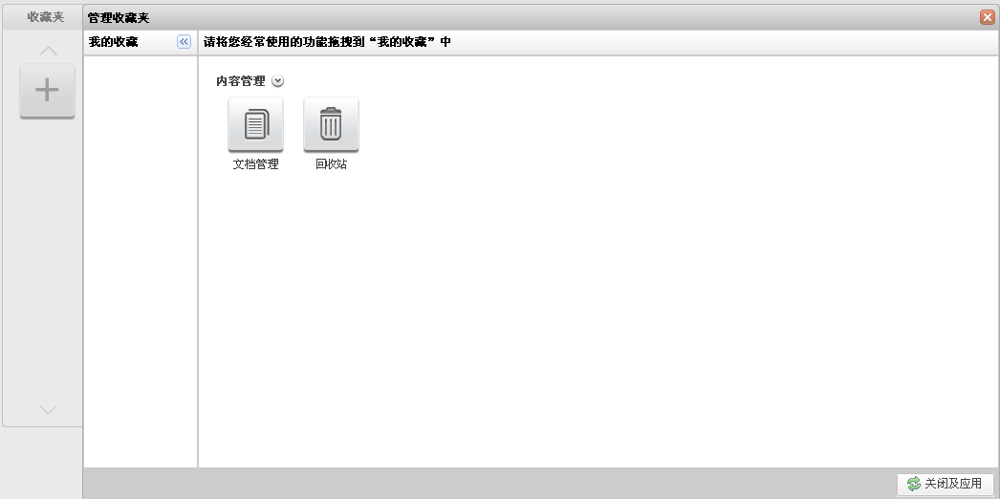 收藏夹
管理收藏夹
我的收藏
请将您经常使用的功能拖拽到“我的收藏”中
内容管理
文档管理
回收站
关闭及应用